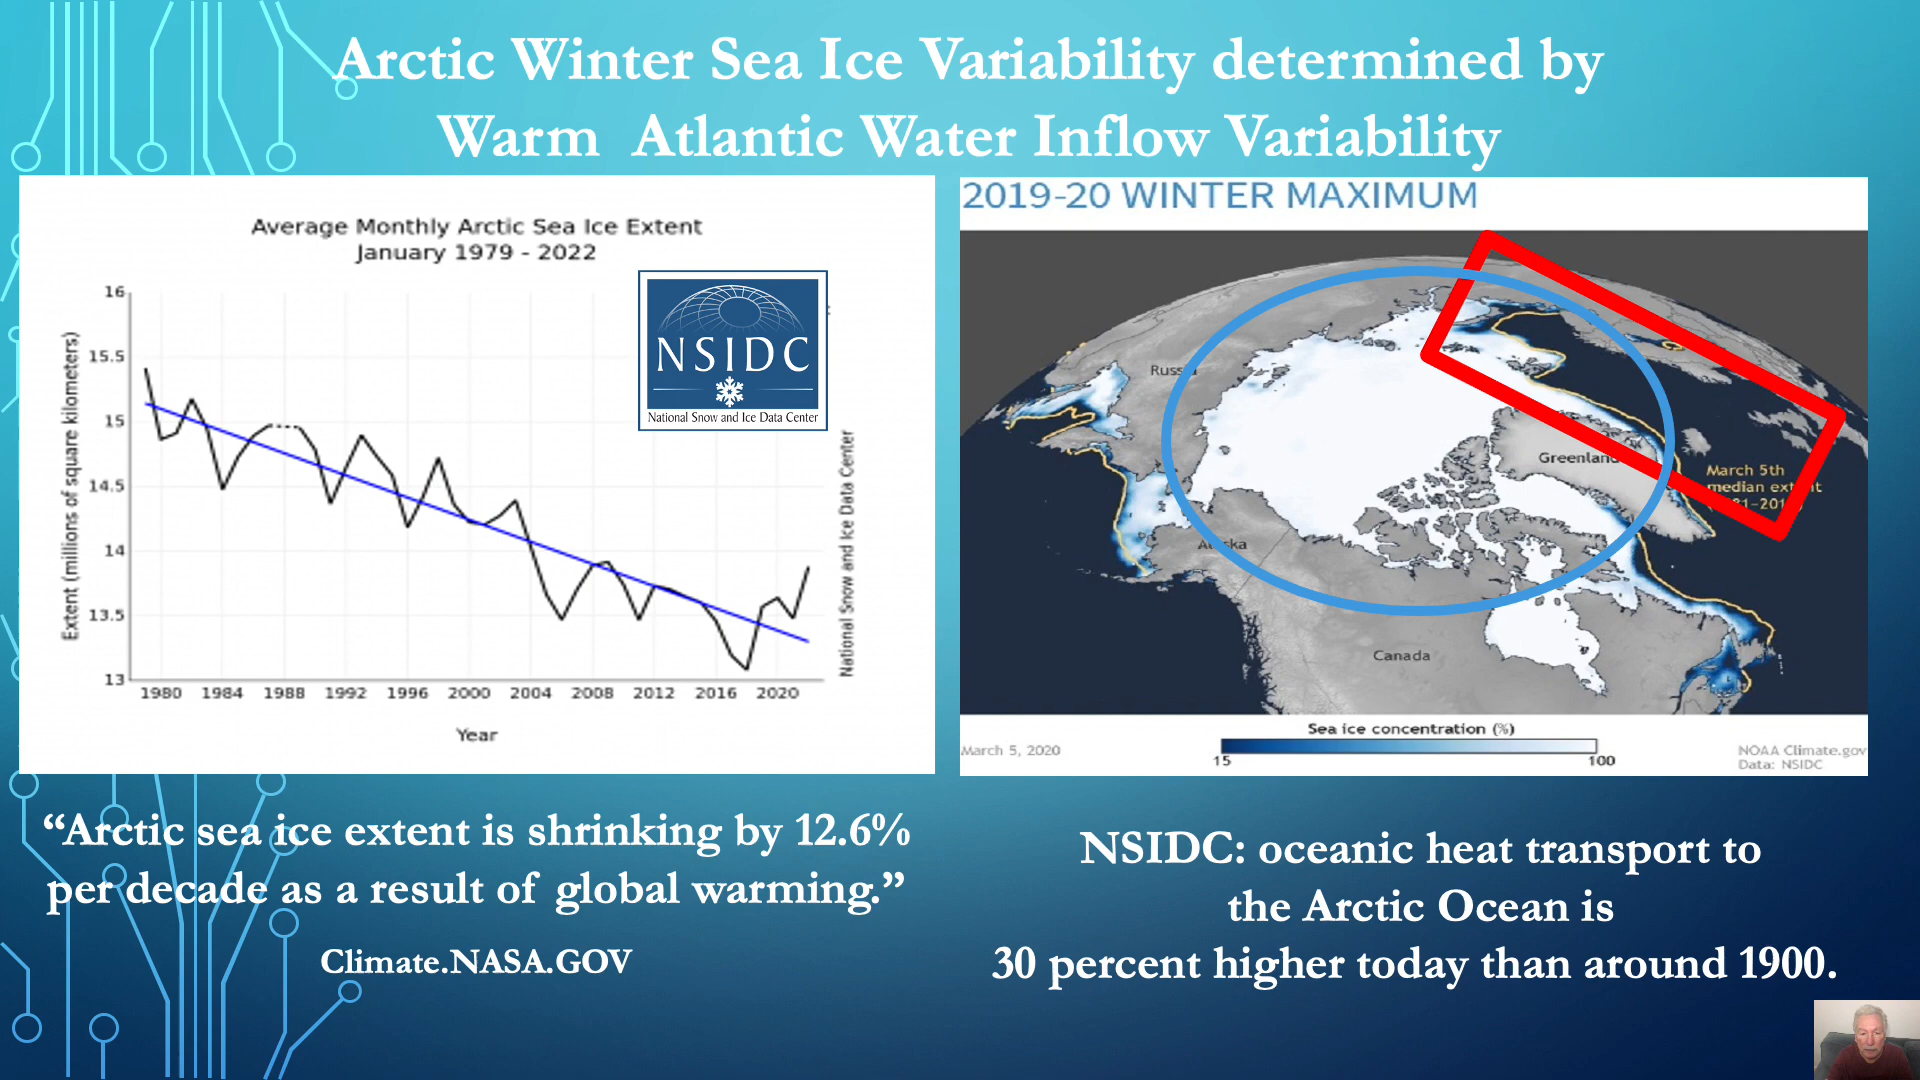 Arctic Winter Sea Ice Variability determined by
Warm Atlantic Water Inflow Variability
Average Monthly Arctic Sea Ice Extent
January 1979 - 2022
Extent (millions of square kilometers)
16
15.5
15
14.5
14
13.5
13
1980 1984 1988 1992 1996 2000 2004 2008 2012 2016 2020
Year
NSIDC
National Snow and Ice Data Center
National Snow and Ice Data Center
2019-20 WINTER MAXIMUM
Russia
Greenland
Alaska
Canada
March 5th
median extent
Sea ice concentration (%)
15 100
March 5, 2020
NOAA Climate.gov
Data: NSIDC
“Arctic sea ice extent is shrinking by 12.6%
per decade as a result of global warming.”
Climate.NASA.GOV
NSIDC: oceanic heat transport to
the Arctic Ocean is
30 percent higher today than around 1900.